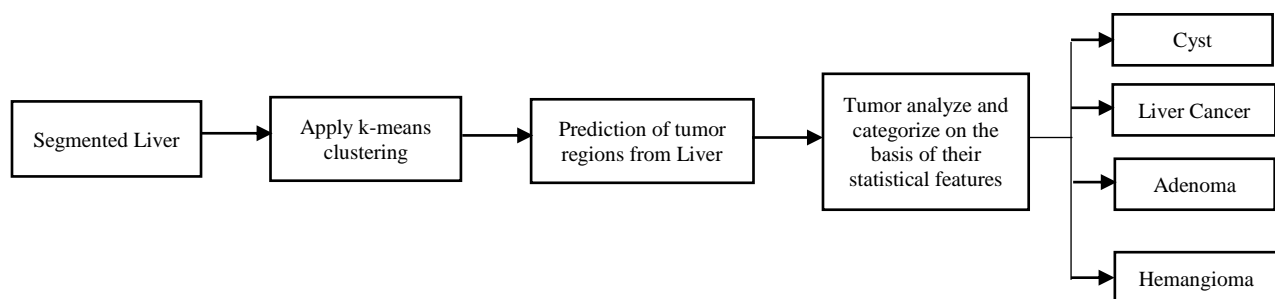 Segmented Liver
Apply k-means
clustering
Prediction of tumor
regions from Liver
Tumor analyze and
categorize on the
basis of their
statistical features
Cyst
Liver Cancer
Adenoma
Hemangioma